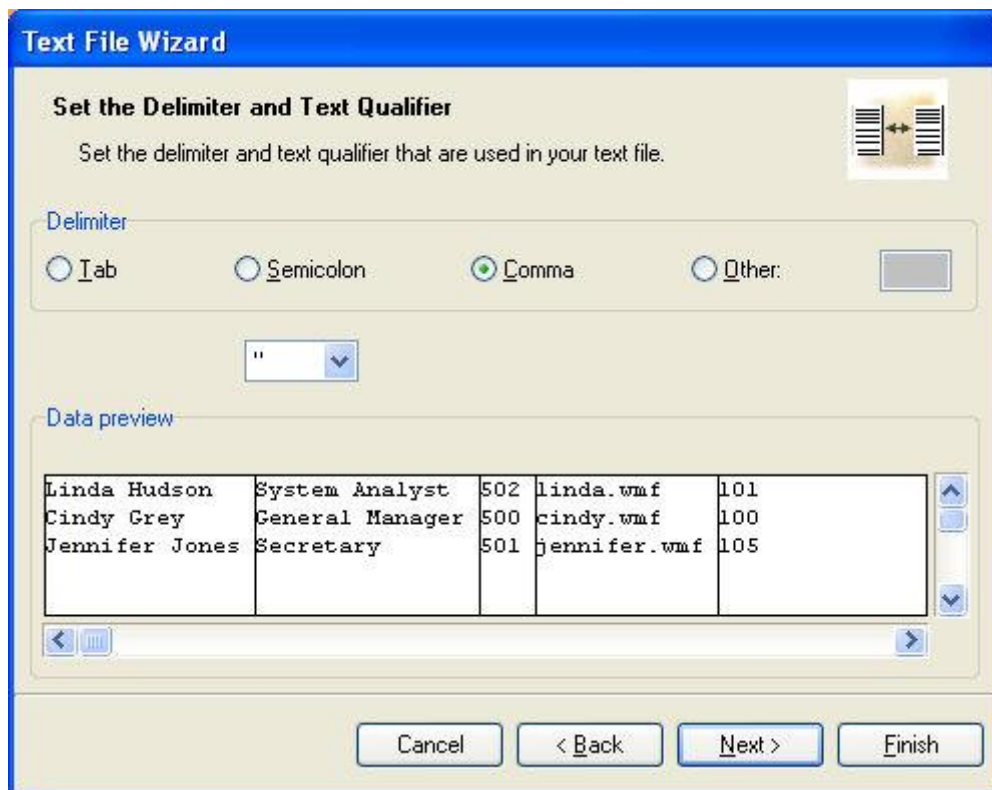 Text File Wizard
Set the Delimiter and Text Qualifier
Set the delimiter and text qualifier that are used in your text file.
Delimiter
Tab Semicolon Comma Other:
"
Data preview
Linda Hudson System Analyst 502 linda.wmf 101
Cindy Grey General Manager 500 cindy.wmf 100
Jennifer Jones Secretary 501 jennifer.wmf 105
Cancel < Back Next > Finish